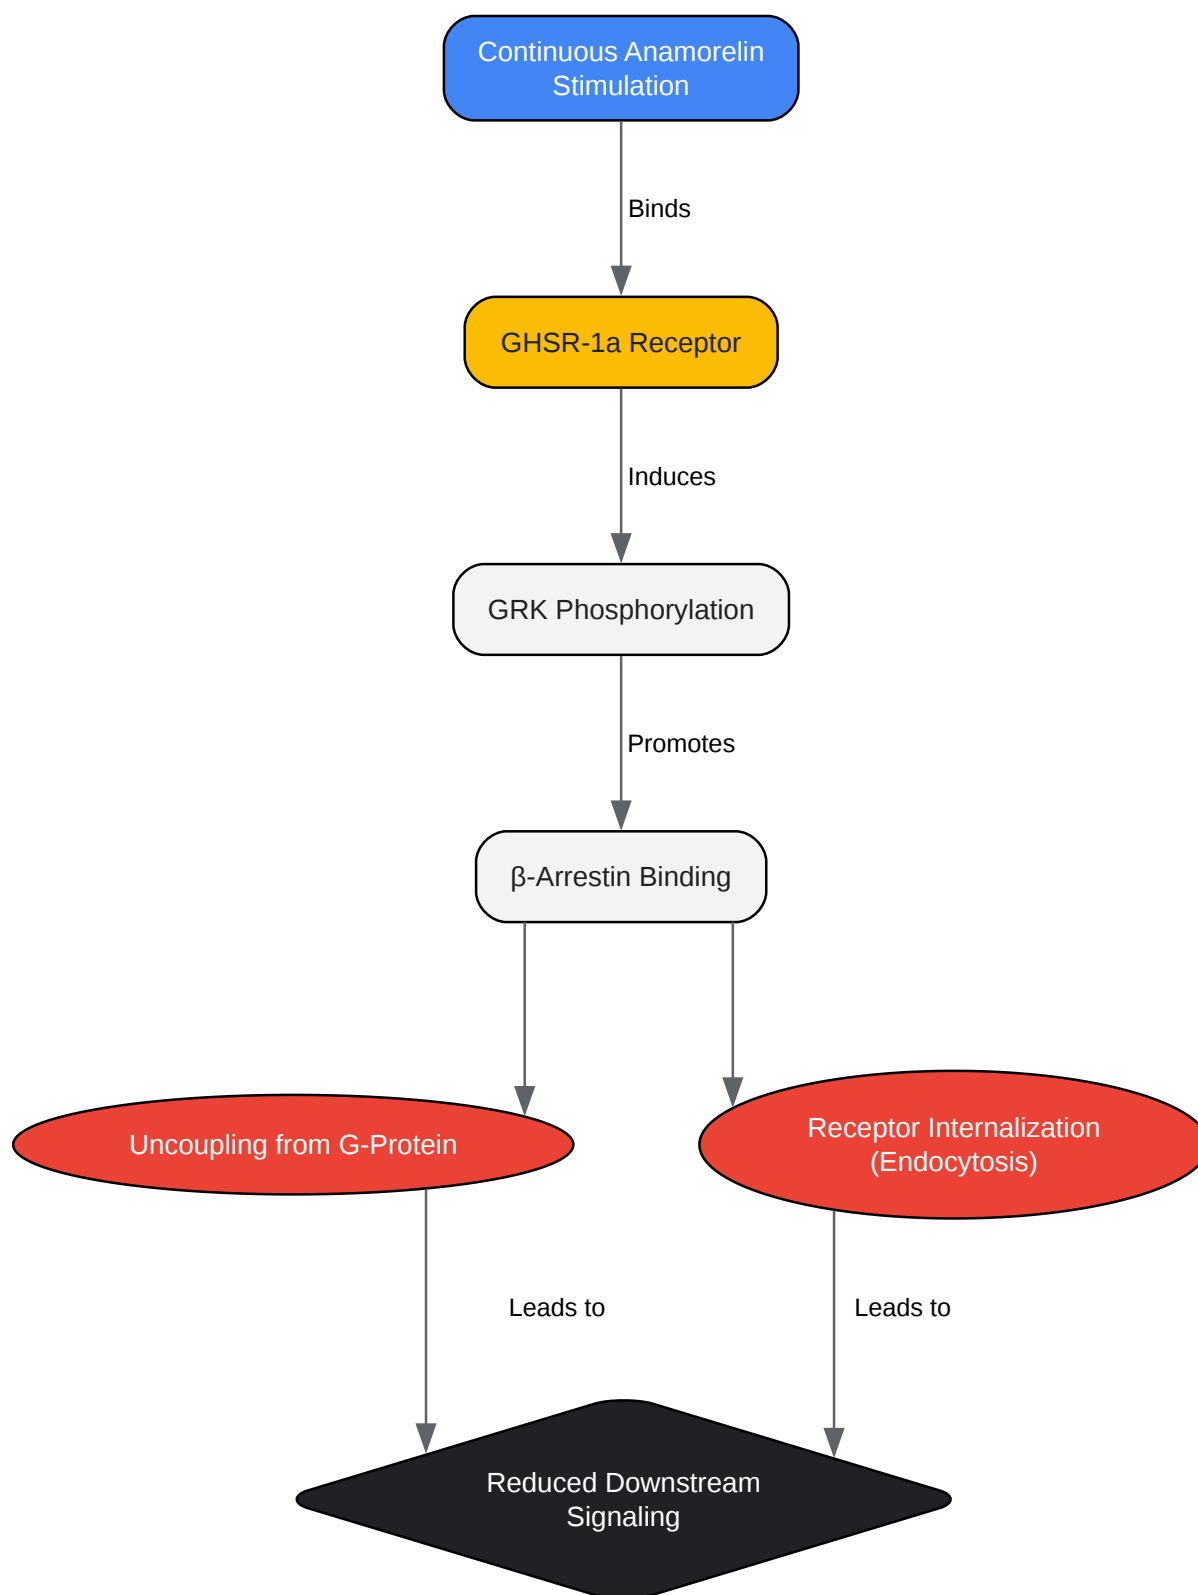 Continuous Anamorelin
Stimulation
Binds
GHSR-1a Receptor
Induces
GRK Phosphorylation
Promotes
β-Arrestin Binding
Uncoupling from G-Protein
Receptor Internalization
(Endocytosis)
Leads to
Leads to
Reduced Downstream
Signaling